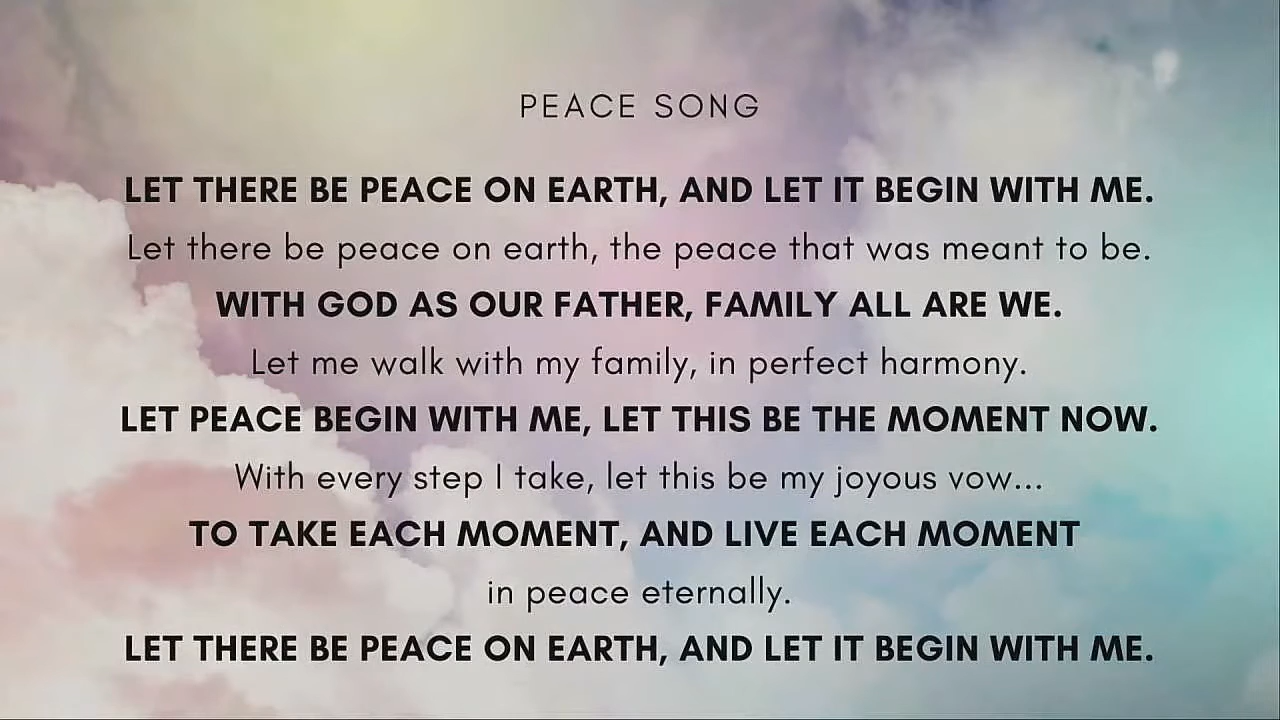 PEACE SONG
LET THERE BE PEACE ON EARTH, AND LET IT BEGIN WITH ME.
Let there be peace on earth, the peace that was meant to be.
WITH GOD AS OUR FATHER, FAMILY ALL ARE WE.
Let me walk with my family, in perfect harmony.
LET PEACE BEGIN WITH ME, LET THIS BE THE MOMENT NOW.
With every step I take, let this be my joyous vow...
TO TAKE EACH MOMENT, AND LIVE EACH MOMENT
in peace eternally.
LET THERE BE PEACE ON EARTH, AND LET IT BEGIN WITH ME.